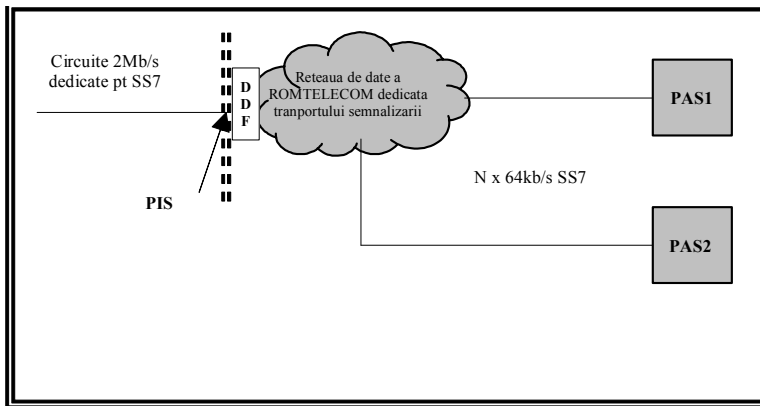 Circuite 2Mb/s
dedicate pt SS7
D
D
F
Reteaua de date a
ROMTELECOM dedicata
tranportului semnalizarii
PAS1
PIS
N x 64kb/s SS7
PAS2